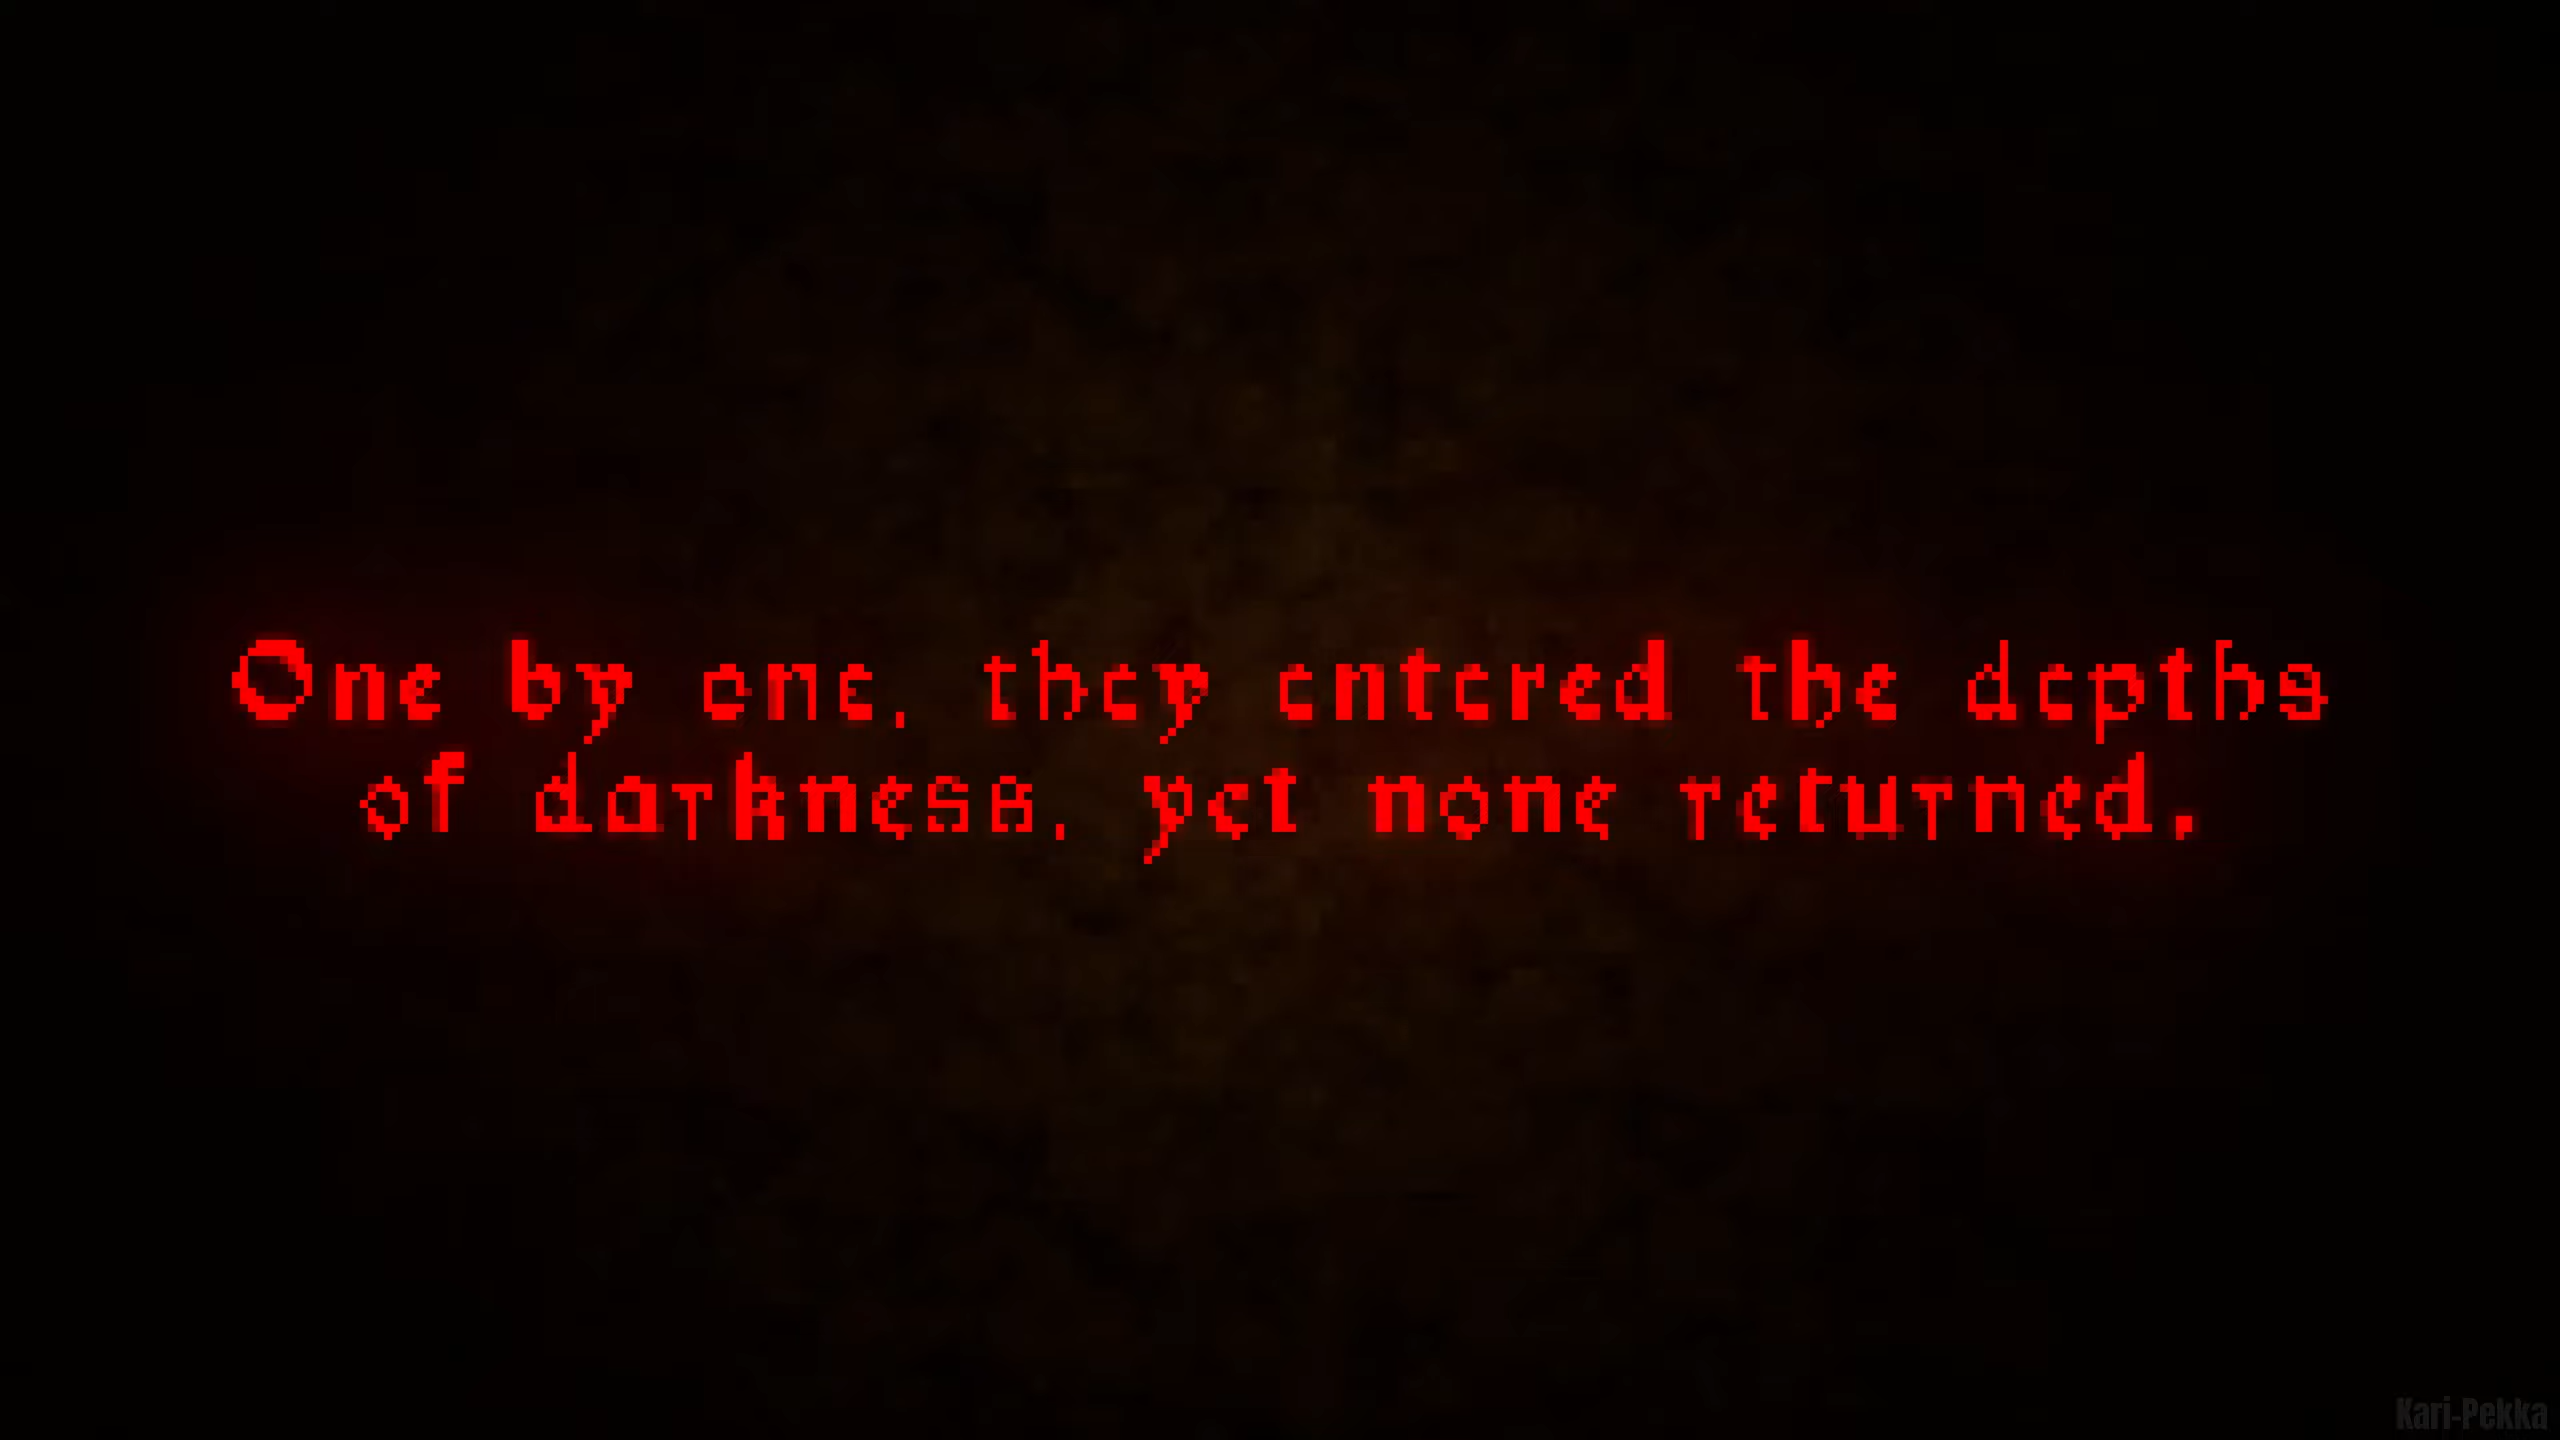 One by one, they entered the depths
of darkness, yet none returned.
Kari-Pekka